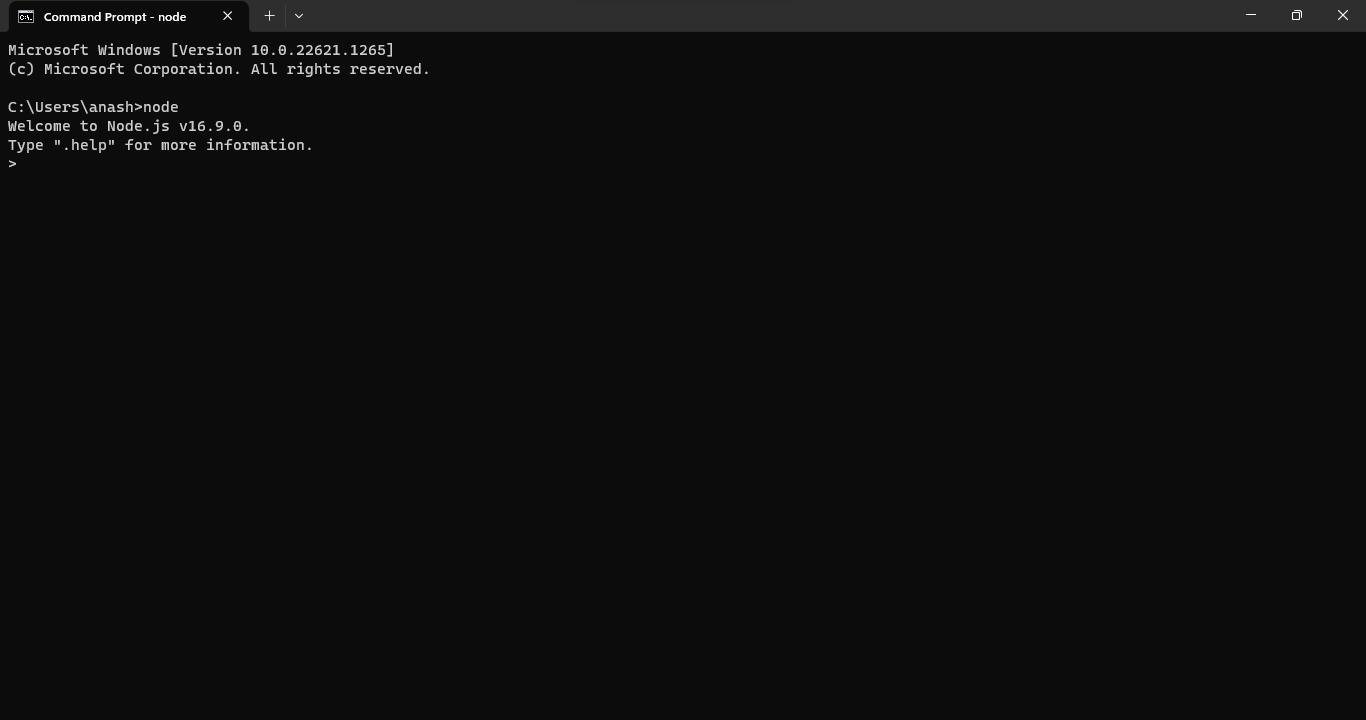 Command Prompt - node
Microsoft Windows [Version 10.0.22621.1265]
(c) Microsoft Corporation. All rights reserved.
C:\Users\anash>node
Welcome to Node.js v16.9.0.
Type ".help" for more information.
>